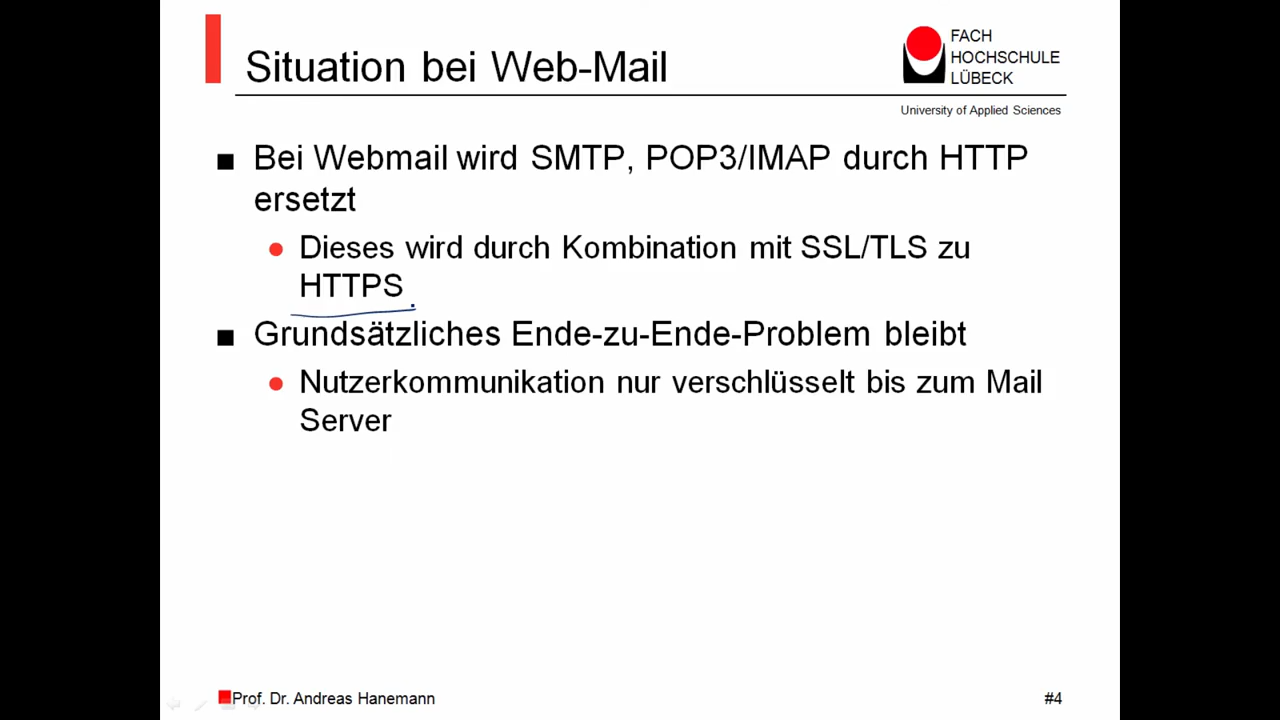 Situation bei Web-Mail
FACH
HOCHSCHULE
LÜBECK
University of Applied Sciences
Bei Webmail wird SMTP, POP3/IMAP durch HTTP
ersetzt
Dieses wird durch Kombination mit SSL/TLS zu
HTTPS
Grundsätzliches Ende-zu-Ende-Problem bleibt
Nutzerkommunikation nur verschlüsselt bis zum Mail
Server
Prof. Dr. Andreas Hanemann
#4